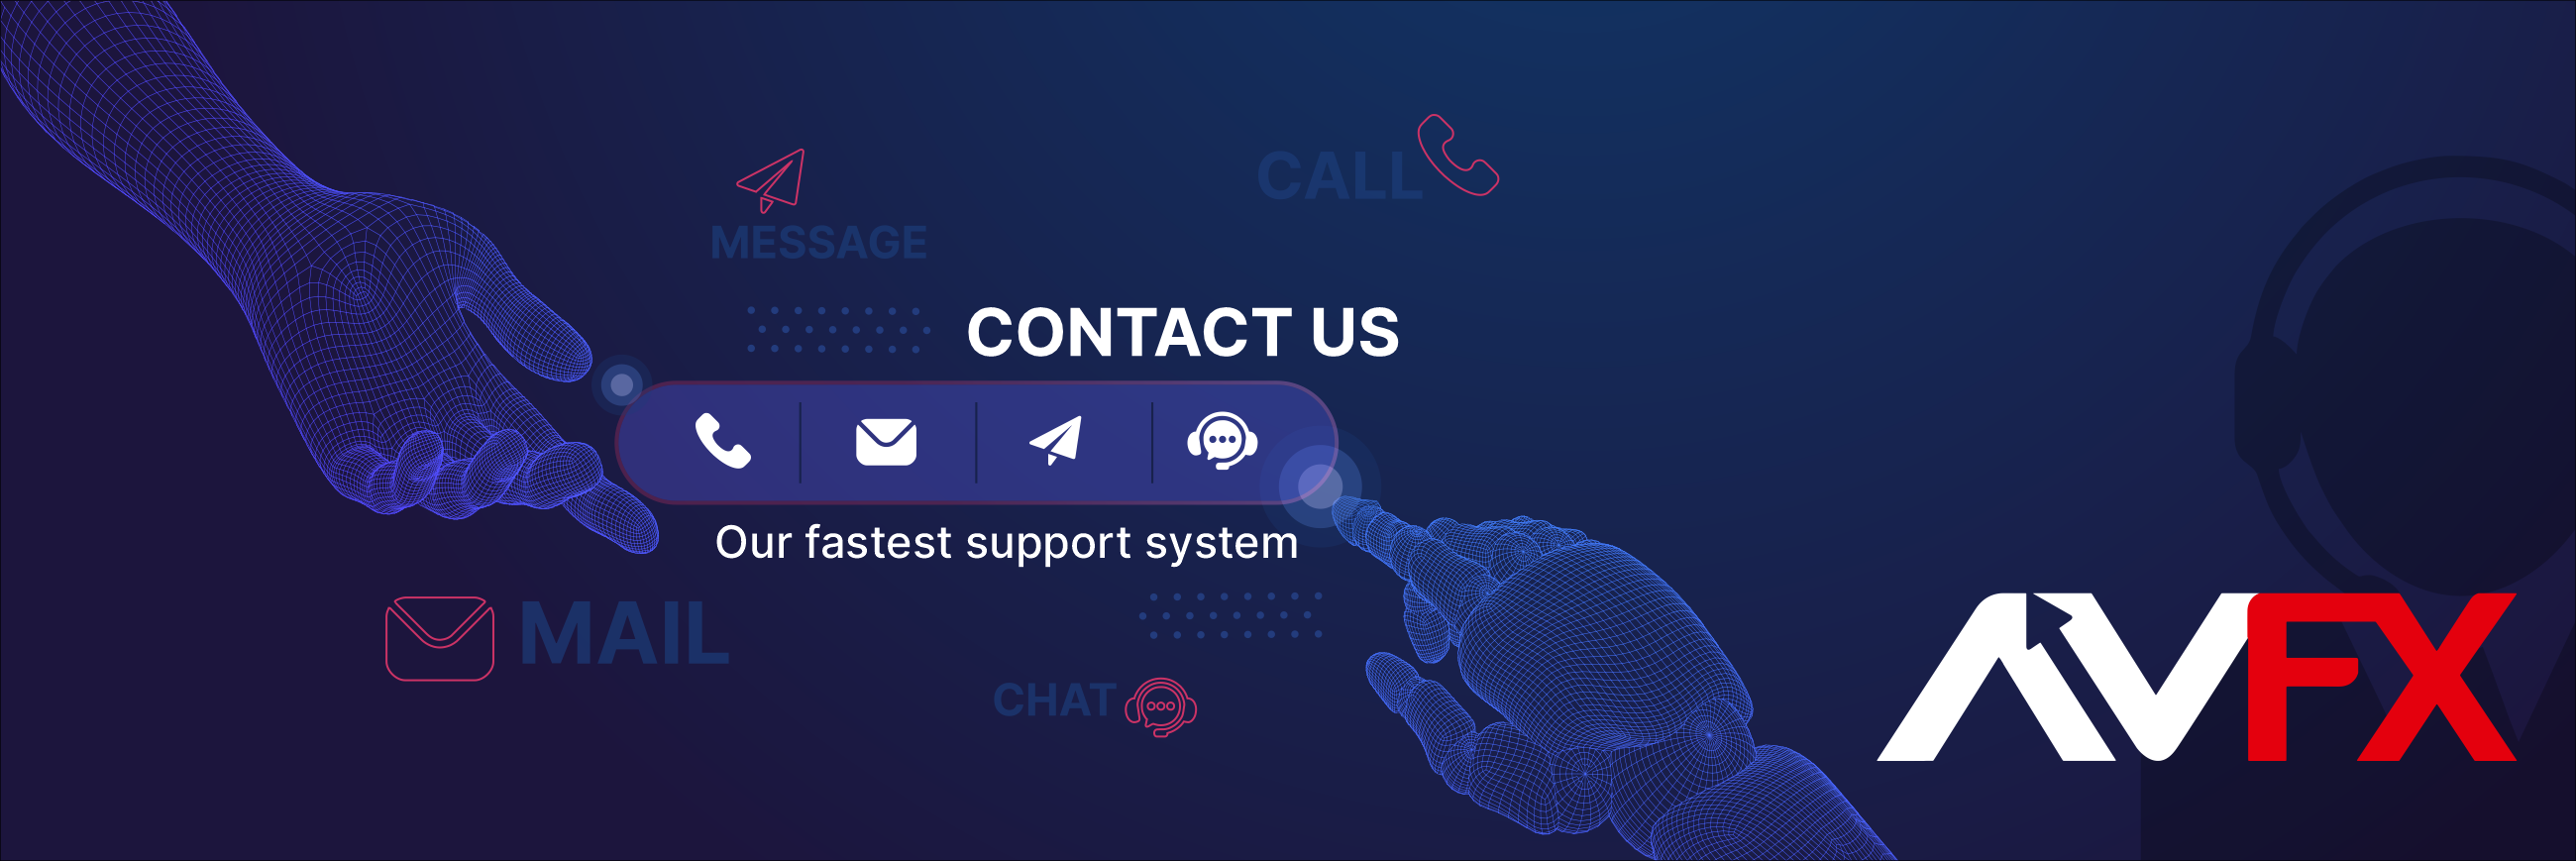 CALL
MESSAGE
CONTACT US
Our fastest support system
MAIL
CHAT
AVFX